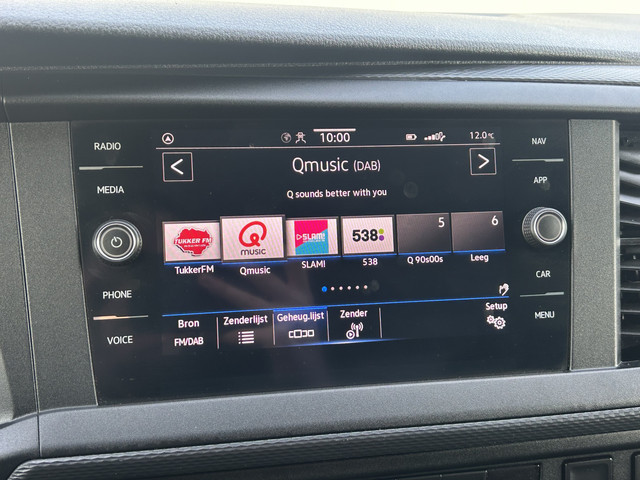 RADIO
MEDIA
PHONE
VOICE
10:00
12.0°C
Qmusic (DAB)
Q sounds better with you
TUKKER FM
Q music
SLAM!
538
5
6
TukkerFM
Qmusic
SLAM!
538
Q 90s00s
Leeg
Bron
FM/DAB
Zenderlijst
Geheug.lijst
Zender
Setup
NAV
APP
CAR
MENU